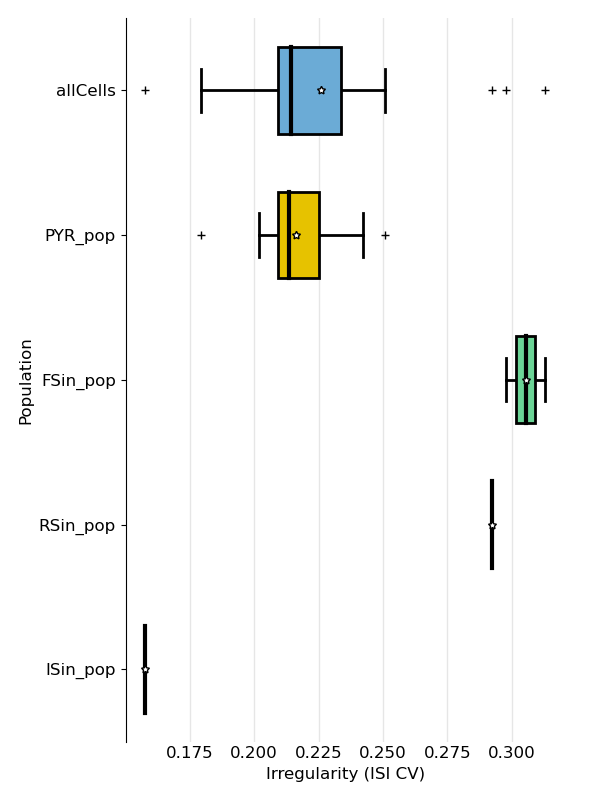 allCells
PYR_pop
FSin_pop
RSin_pop
ISin_pop
Population
0.175 0.200 0.225 0.250 0.275 0.300
Irregularity (ISI CV)